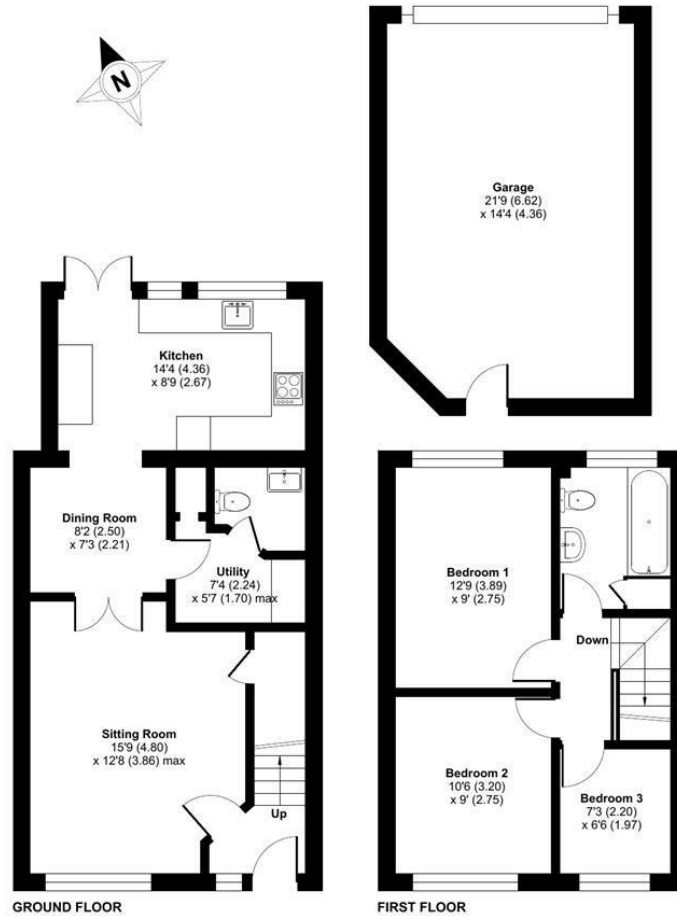 N
Garage
21'9 (6.62)
x 14'4 (4.36)
Kitchen
14'4 (4.36)
x 8'9 (2.67)
Dining Room
8'2 (2.50)
x 7'3 (2.21)
Utility
7'4 (2.24)
x 5'7 (1.70) max
Sitting Room
15'9 (4.80)
x 12'8 (3.86) max
Up
Bedroom 1
12'9 (3.89)
x 9' (2.75)
Down
Bedroom 2
10'6 (3.20)
x 9' (2.75)
Bedroom 3
7'3 (2.20)
x 6'6 (1.97)
GROUND FLOOR
FIRST FLOOR